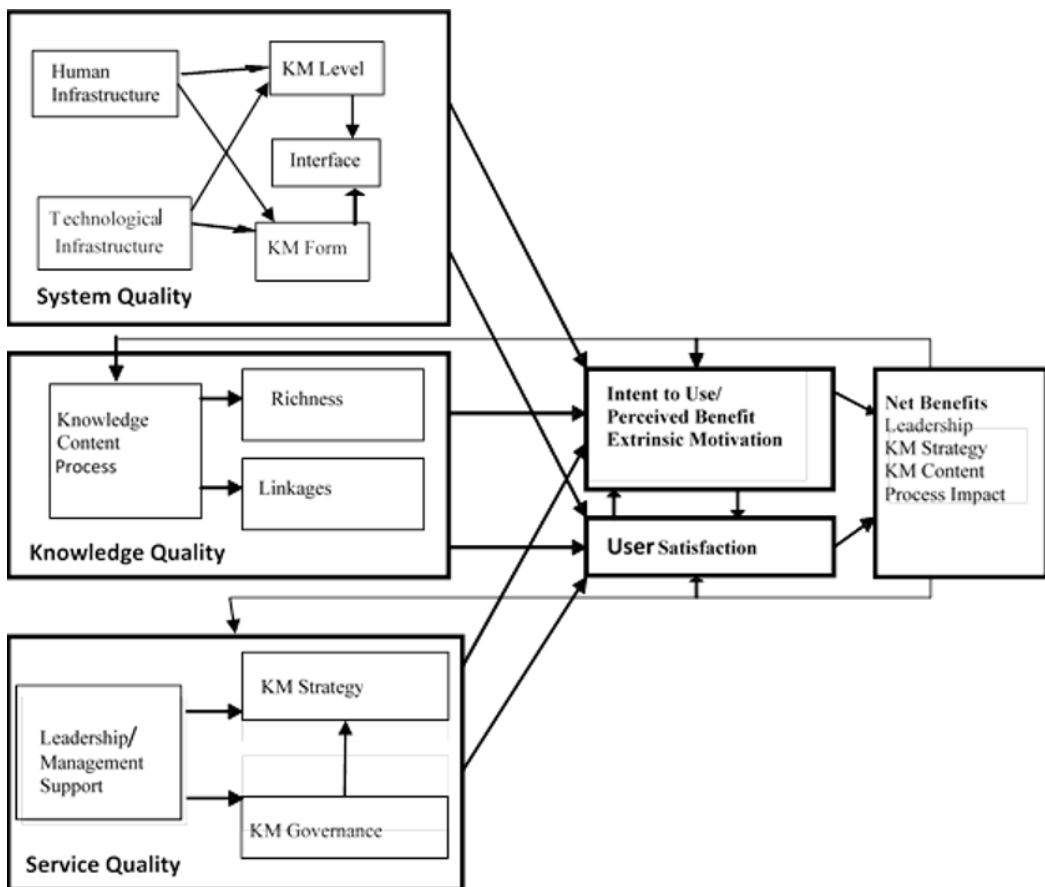 Human
Infrastructure
KM Level
Interface
Technological
Infrastructure
KM Form
System Quality
Knowledge
Content
Process
Richness
Linkages
Knowledge Quality
Intent to Use/
Perceived Benefit
Extrinsic Motivation
User Satisfaction
Net Benefits
Leadership
KM Strategy
KM Content
Process Impact
Leadership/
Management
Support
KM Strategy
KM Governance
Service Quality